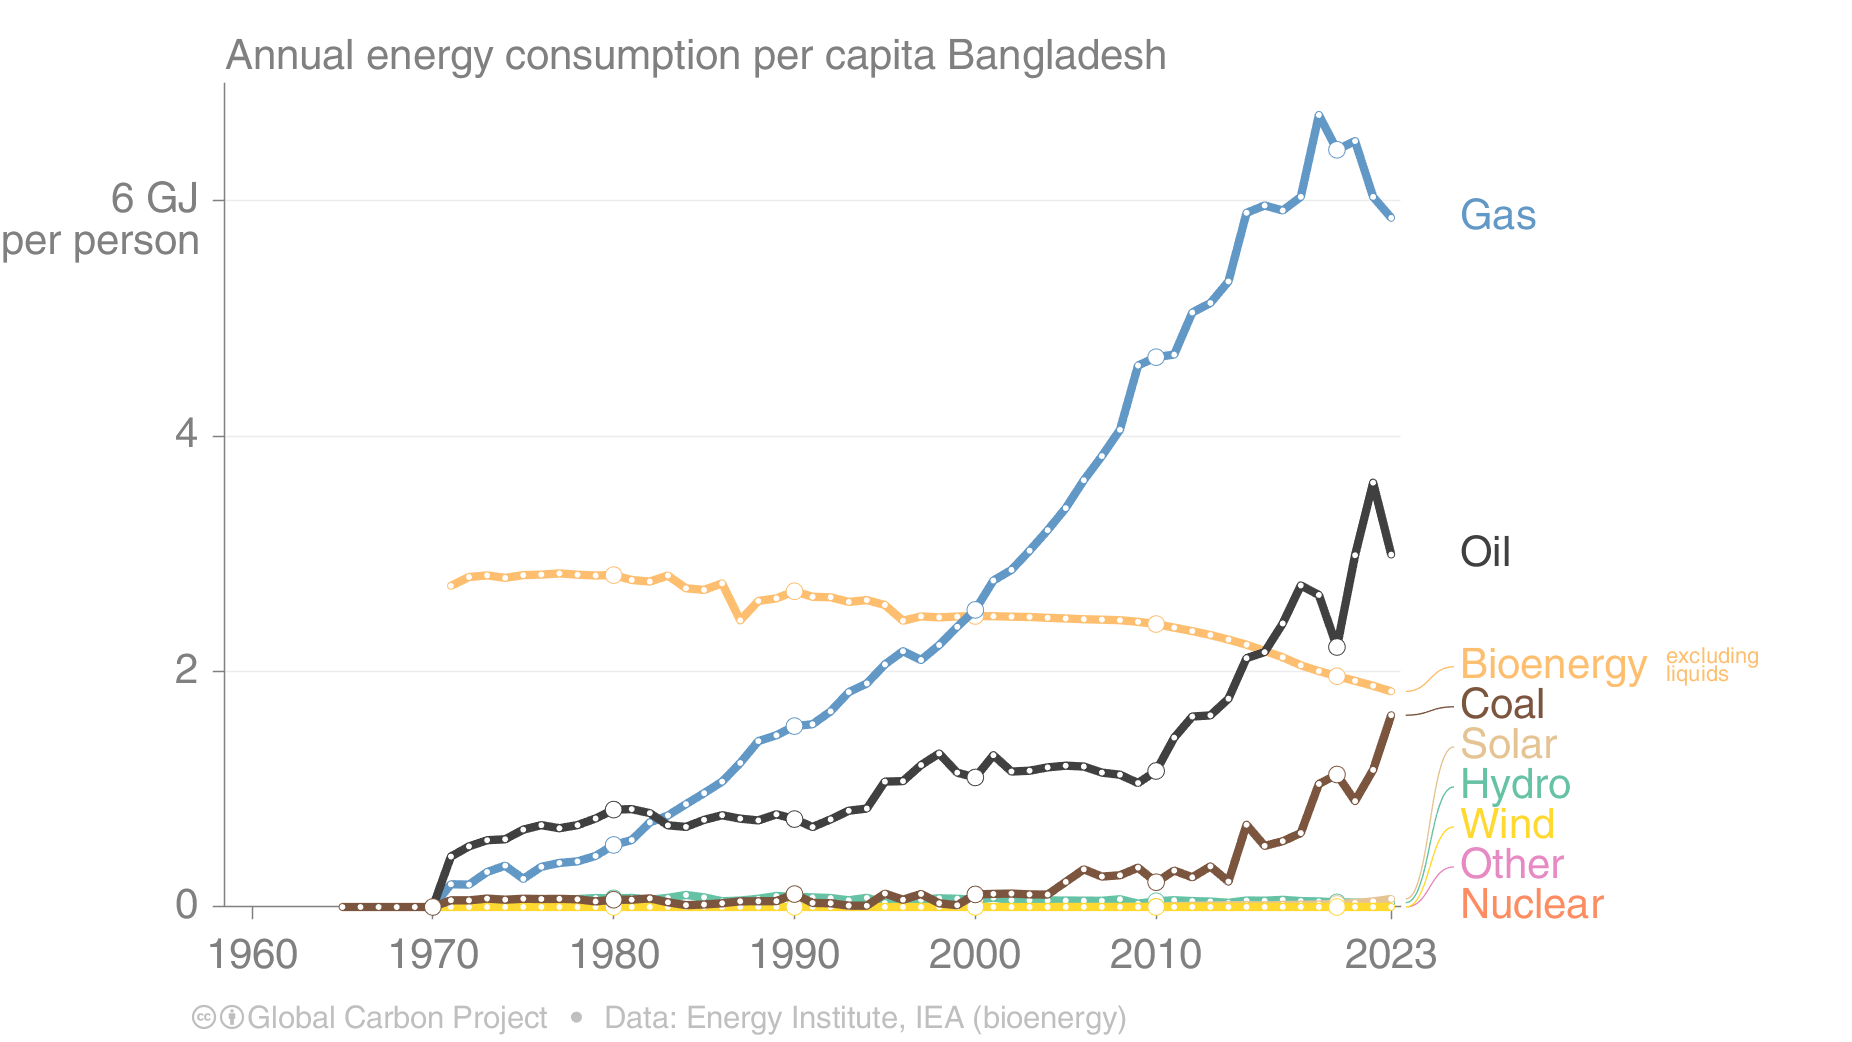 Annual energy consumption per capita Bangladesh
6 GJ
per person
4
2
0
1960 1970 1980 1990 2000 2010 2023
Gas
Oil
Bioenergy excluding
liquids
Coal
Solar
Hydro
Wind
Other
Nuclear
cc Global Carbon Project • Data: Energy Institute, IEA (bioenergy)